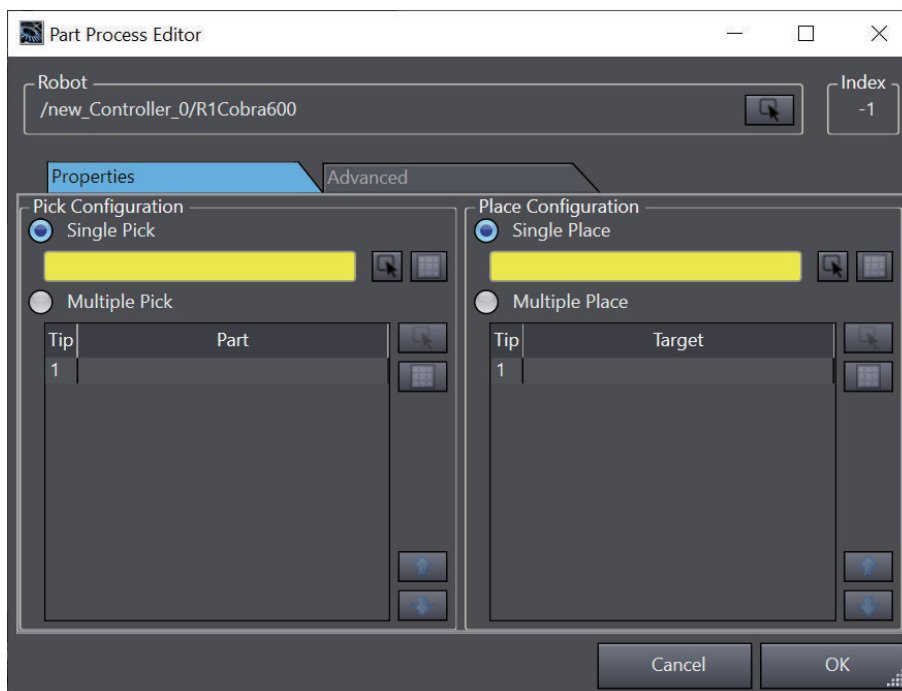 Part Process Editor
Robot
/new_Controller_0/R1Cobra600
Index
-1
Properties
Advanced
Pick Configuration
Single Pick
Multiple Pick
Tip Part
1
Place Configuration
Single Place
Multiple Place
Tip Target
1
Cancel
OK